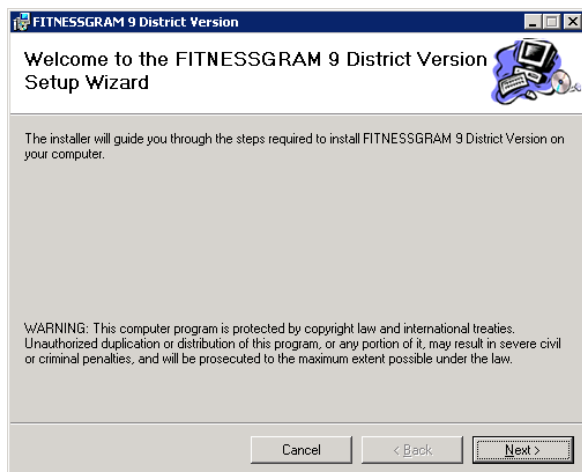 FITNESSGRAM 9 District Version
Welcome to the FITNESSGRAM 9 District Version
Setup Wizard
The installer will guide you through the steps required to install FITNESSGRAM 9 District Version on
your computer.
WARNING: This computer program is protected by copyright law and international treaties.
Unauthorized duplication or distribution of this program, or any portion of it, may result in severe civil
or criminal penalties, and will be prosecuted to the maximum extent possible under the law.
Cancel
< Back
Next >